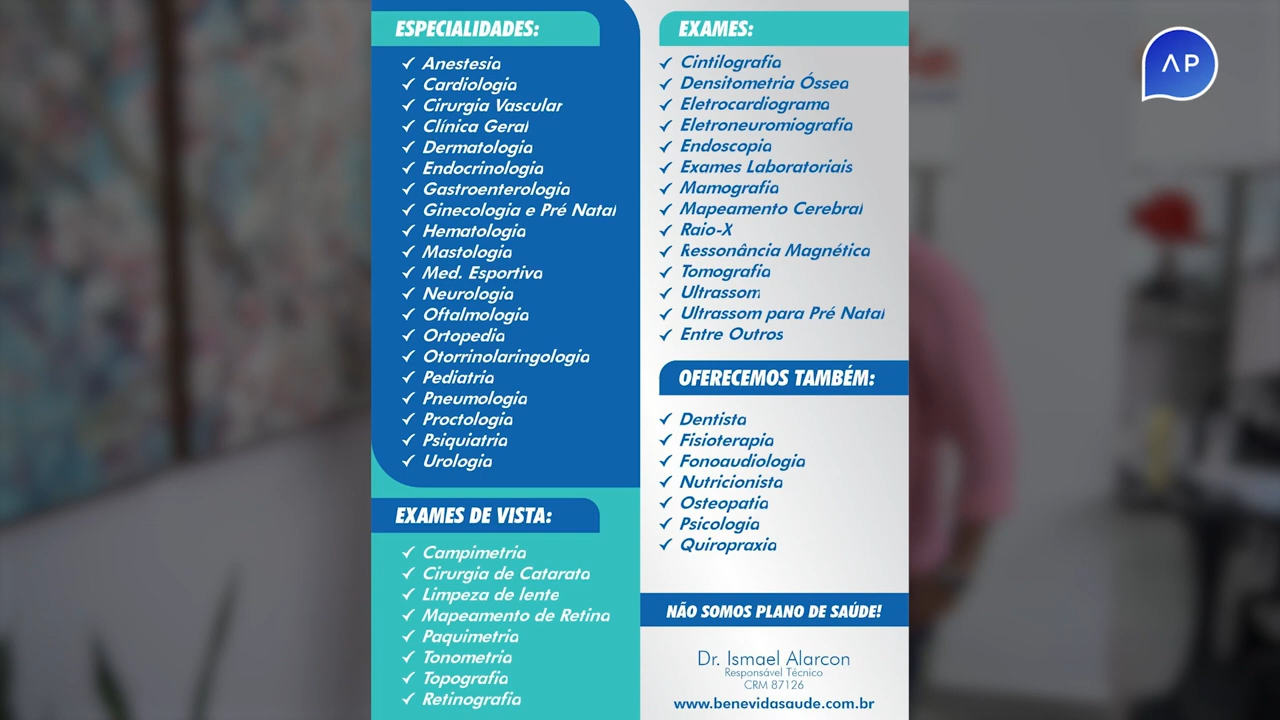 ESPECIALIDADES:
Anestesia
Cardiologia
Cirurgia Vascular
Clínica Geral
Dermatologia
Endocrinologia
Gastroenterologia
Ginecologia e Pré Natal
Hematologia
Mastologia
Med. Esportiva
Neurologia
Oftalmologia
Ortopedia
Otorrinolaringologia
Pediatria
Pneumologia
Proctologia
Psiquiatria
Urologia
EXAMES DE VISTA:
Campimetria
Cirurgia de Catarata
Limpeza de lente
Mapeamento de Retina
Paquimetria
Tonometria
Topografia
Retinografia
EXAMES:
Cintilografia
Densitometria Óssea
Eletrocardiograma
Eletroneuromiografia
Endoscopia
Exames Laboratoriais
Mamografia
Mapeamento Cerebral
Raio-X
Ressonância Magnética
Tomografia
Ultrassom
Ultrassom para Pré Natal
Entre Outros
OFERECEMOS TAMBÉM:
Dentista
Fisioterapia
Fonoaudiologia
Nutricionista
Osteopatia
Psicologia
Quiropraxia
NÃO SOMOS PLANO DE SAÚDE!
Dr. Ismael Alarcon
Responsável Técnico
CRM 87126
www.benevidasaude.com.br
AP